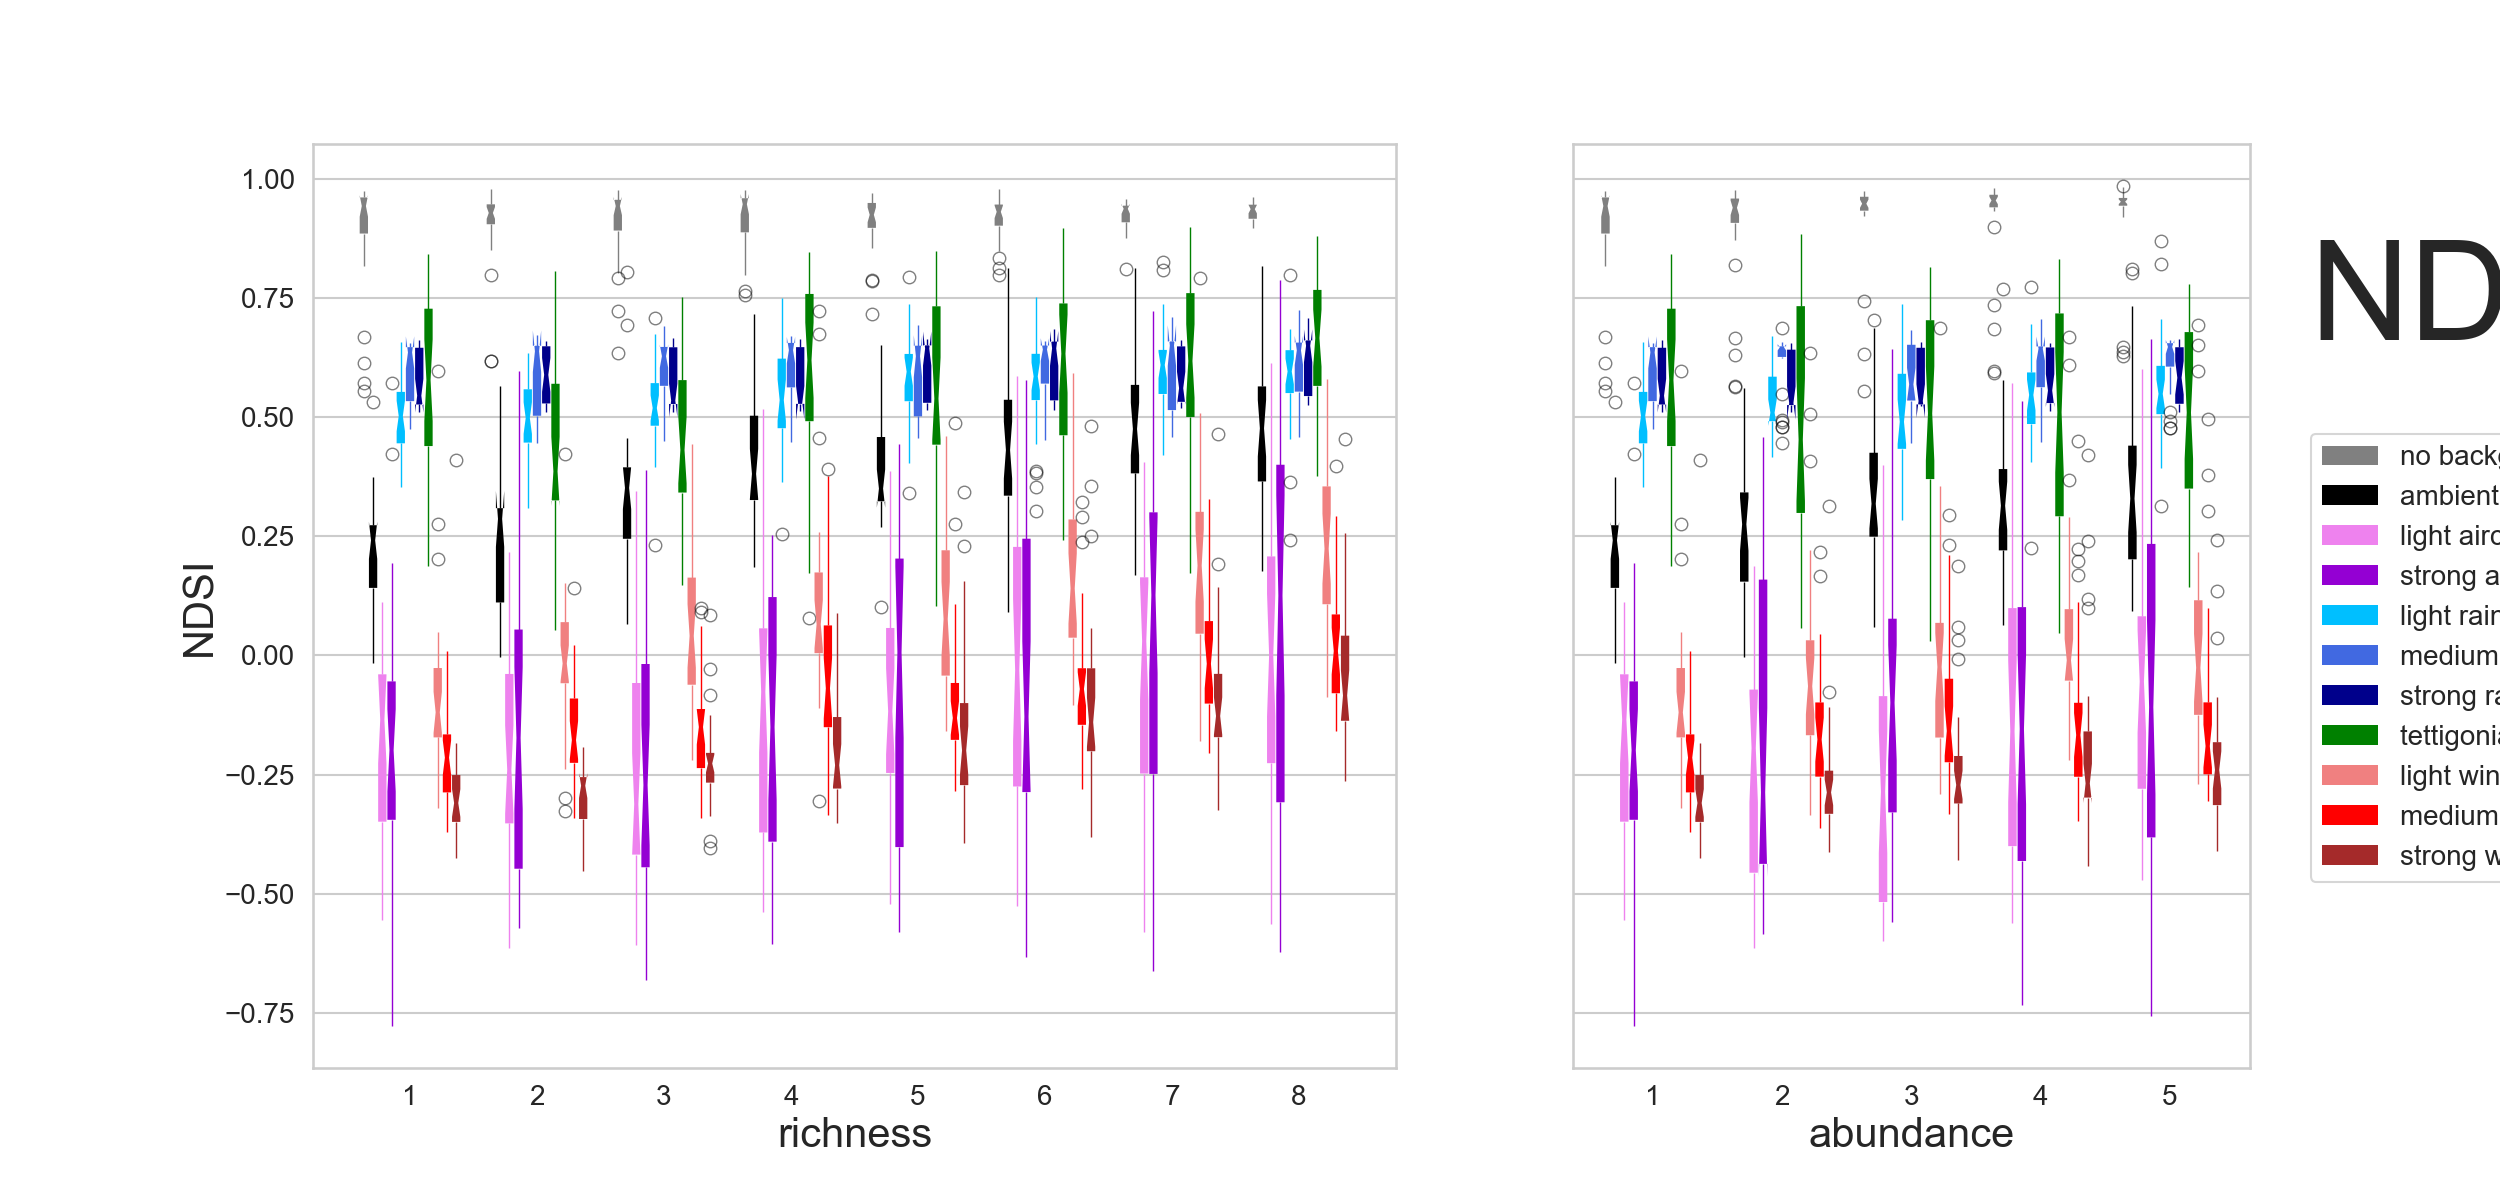 1.00
0.75
0.50
0.25
0.00
−0.25
−0.50
−0.75
NDSI
1 2 3 4 5 6 7 8
richness
1 2 3 4 5
abundance
ND
no backg
ambient
light airc
strong a
light rain
medium
strong ra
tettigonia
light win
medium
strong w